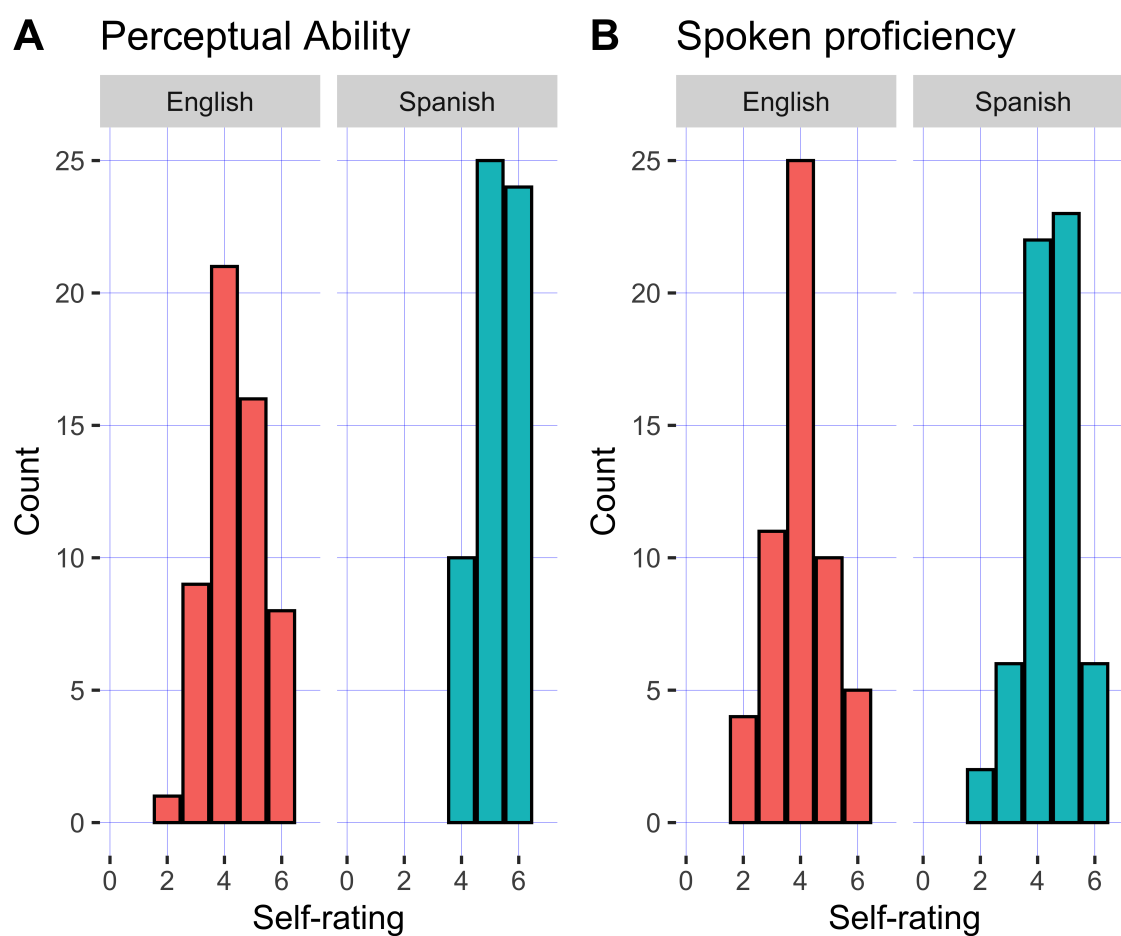 A Perceptual Ability
English Spanish
25
20
15
10
5
0
Count
0 2 4 6 0 2 4 6
Self-rating
B Spoken proficiency
English Spanish
25
20
15
10
5
0
Count
0 2 4 6 0 2 4 6
Self-rating